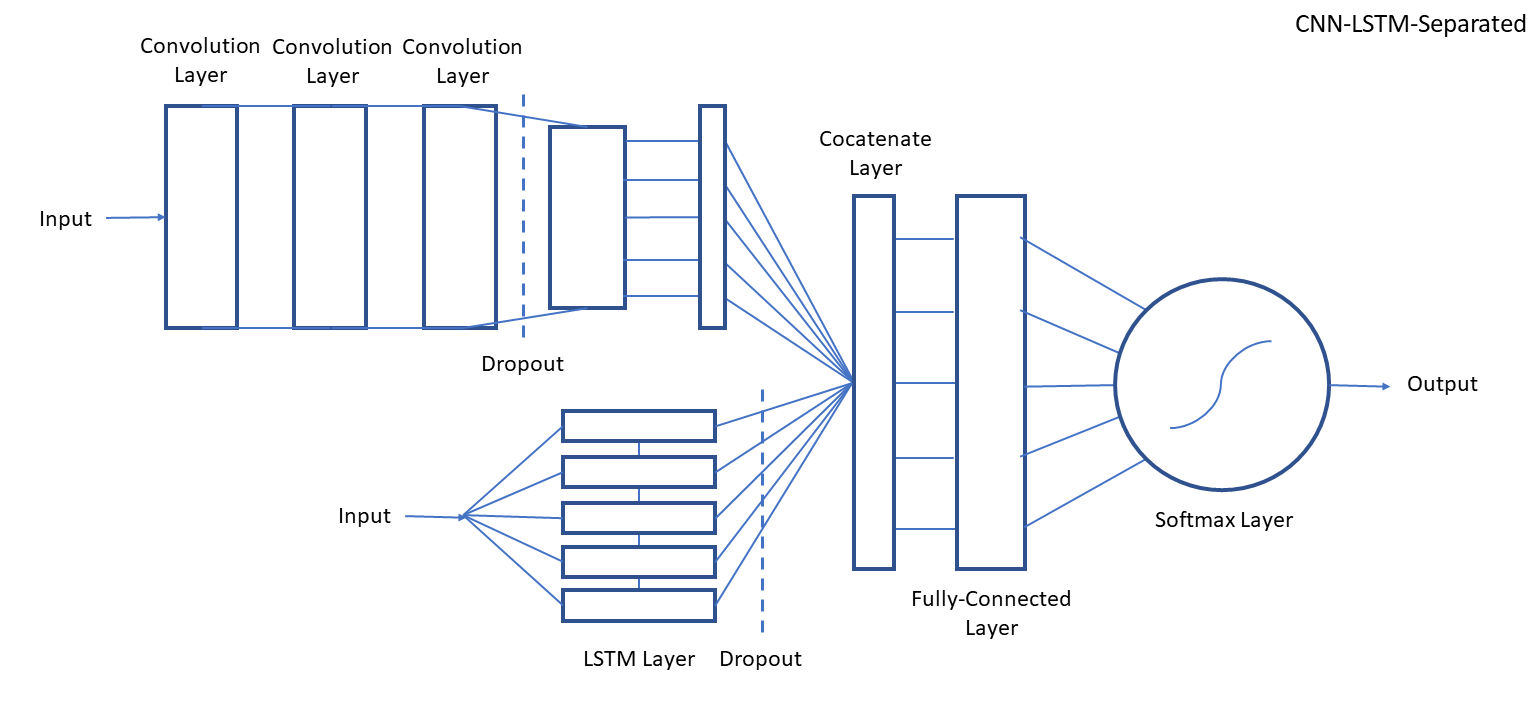 CNN-LSTM-Separated
Convolution
Layer
Convolution
Layer
Convolution
Layer
Input
Dropout
Cocatenate
Layer
Input
LSTM Layer
Dropout
Fully-Connected
Layer
Softmax Layer
Output